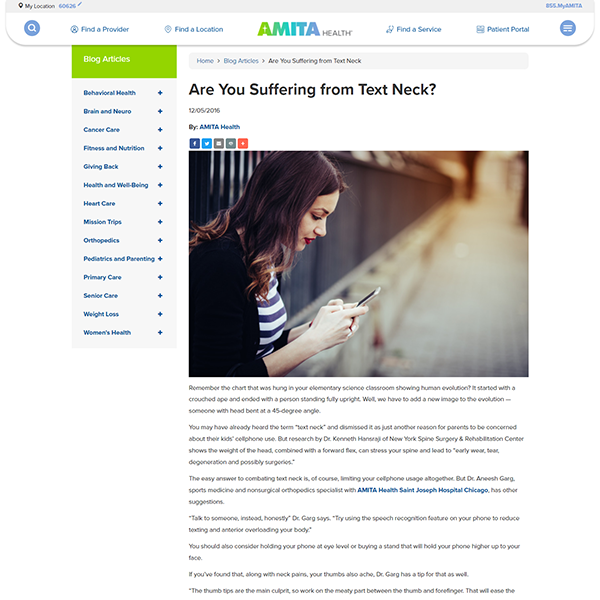 My Location 60626
855.MyAMITA
Find a Provider
Find a Location
AMITA HEALTH
Find a Service
Patient Portal
Blog Articles
Behavioral Health +
Brain and Neuro +
Cancer Care +
Fitness and Nutrition +
Giving Back +
Health and Well-Being +
Heart Care +
Mission Trips +
Orthopedics +
Pediatrics and Parenting +
Primary Care +
Senior Care +
Weight Loss +
Women's Health +
Home > Blog Articles > Are You Suffering from Text Neck
Are You Suffering from Text Neck?
12/05/2016
By: AMITA Health
Remember the chart that was hung in your elementary science classroom showing human evolution? It started with a
crouched ape and ended with a person standing fully upright. Well, we have to add a new image to the evolution —
someone with head bent at a 45-degree angle.
You may have already heard the term “text neck” and dismissed it as just another reason for parents to be concerned
about their kids' cellphone use. But research by Dr. Kenneth Hansraji of New York Spine Surgery & Rehabilitation Center
shows the weight of the head, combined with a forward flex, can stress your spine and lead to “early wear, tear,
degeneration and possibly surgeries.”
The easy answer to combating text neck is, of course, limiting your cellphone usage altogether. But Dr. Aneesh Garg,
sports medicine and nonsurgical orthopedics specialist with AMITA Health Saint Joseph Hospital Chicago, has other
suggestions.
“Talk to someone, instead, honestly” Dr. Garg says. “Try using the speech recognition feature on your phone to reduce
texting and anterior overloading your body.”
You should also consider holding your phone at eye level or buying a stand that will hold your phone higher up to your
face.
If you've found that, along with neck pains, your thumbs also ache, Dr. Garg has a tip for that as well.
“The thumb tips are the main culprit, so work on the meaty part between the thumb and forefinger. That will ease the